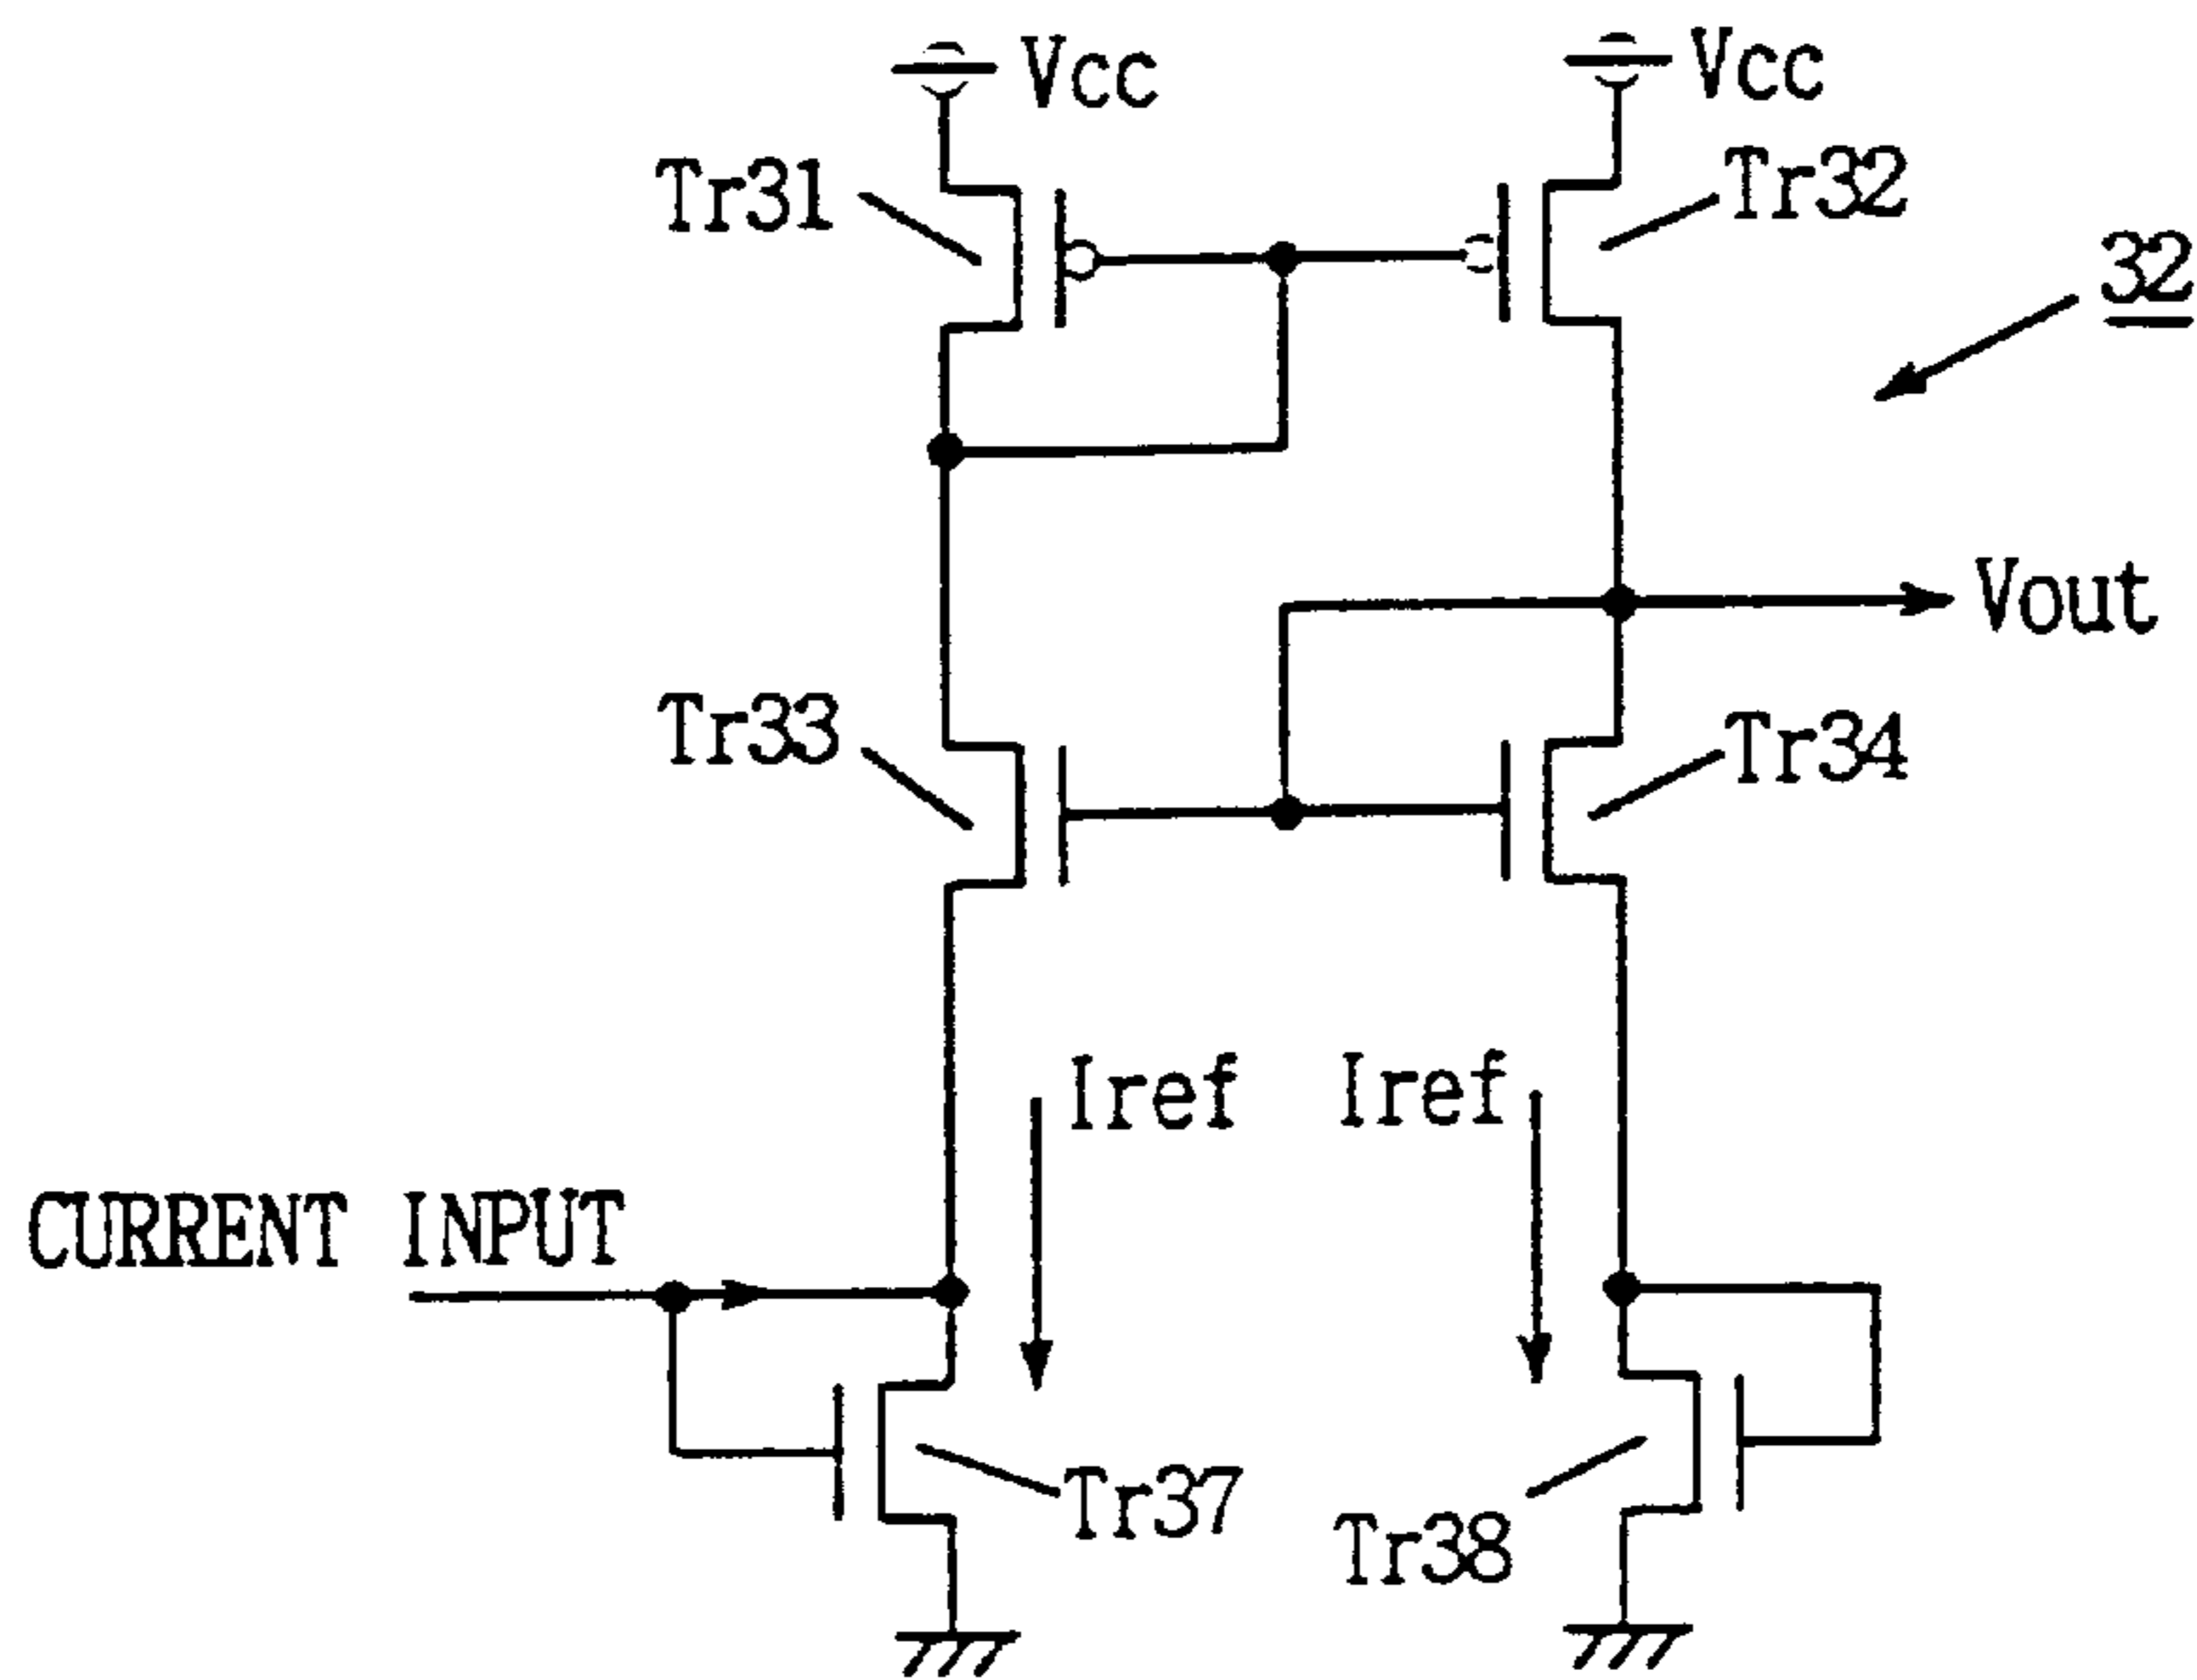 Vcc
Vcc
Tr31
Tr32
32
Vout
Tr33
Tr34
Iref
Iref
CURRENT INPUT
Tr37
Tr38